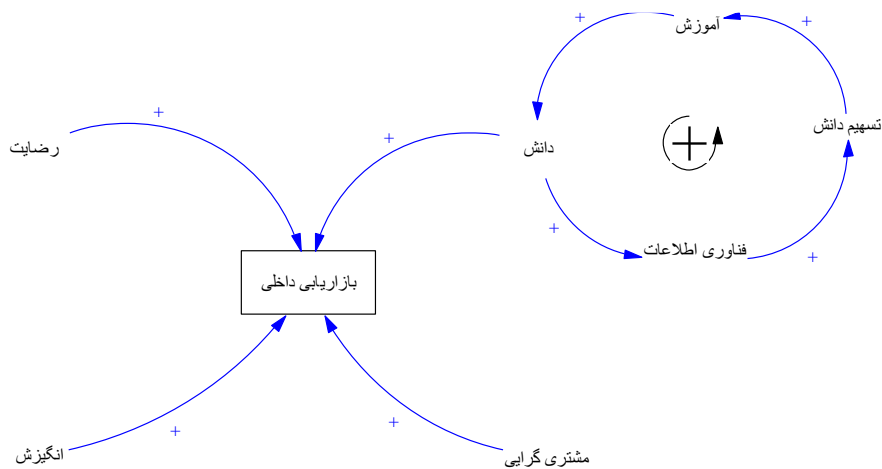 آموزش
تسهیم دانش
دانش
رضایت
فناوری اطلاعات
بازاریابی داخلی
انگیزش
مشتری گرایی
+
+
+
+
+
+
+
+
+